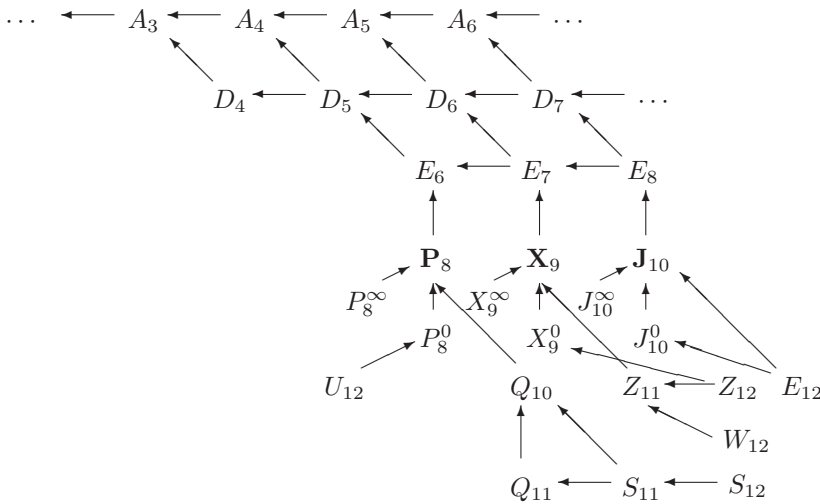 … A₃ A₄ A₅ A₆ …
D₄ D₅ D₆ D₇ …
E₆ E₇ E₈
P₈ X₉ J₁₀
P₈^∞ X₉^∞ J₁₀^∞
P₈⁰ X₉⁰ J₁₀⁰
U₁₂ Q₁₀ Z₁₁ Z₁₂ E₁₂
W₁₂
Q₁₁ S₁₁ S₁₂